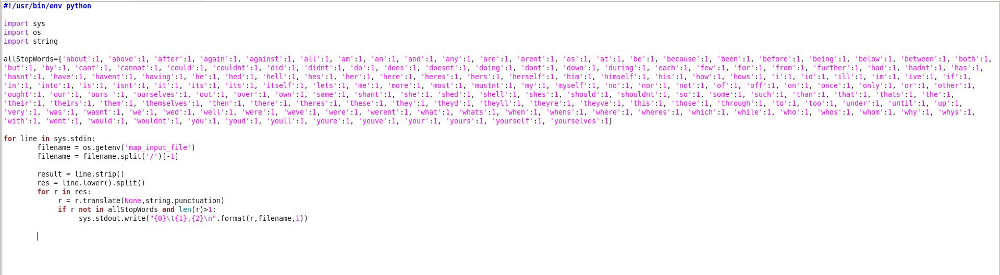 #!/usr/bin/env python
import sys
import os
import string
allStopWords={'about':1, 'above':1, 'after':1, 'again':1, 'against':1, 'all':1, 'am':1, 'an':1, 'and':1, 'any':1, 'are':1, 'arent':1, 'as':1, 'at':1, 'be':1, 'because':1, 'been':1, 'before':1, 'being':1, 'below':1, 'between':1, 'both':1,
'but':1, 'by':1, 'cant':1, 'cannot':1, 'could':1, 'couldnt':1, 'did':1, 'didnt':1, 'do':1, 'does':1, 'doesnt':1, 'doing':1, 'dont':1, 'down':1, 'during':1, 'each':1, 'few':1, 'for':1, 'from':1, 'further':1, 'had':1, 'hadnt':1, 'has':1,
'hasnt':1, 'have':1, 'havent':1, 'having':1, 'he':1, 'hed':1, 'hell':1, 'hes':1, 'her':1, 'here':1, 'heres':1, 'hers':1, 'herself':1, 'him':1, 'himself':1, 'his':1, 'how':1, 'hows':1, 'i':1, 'id':1, 'ill':1, 'im':1, 'ive':1, 'if':1,
'in':1, 'into':1, 'is':1, 'isnt':1, 'it':1, 'its':1, 'its':1, 'itself':1, 'lets':1, 'me':1, 'more':1, 'most':1, 'mustnt':1, 'my':1, 'myself':1, 'no':1, 'nor':1, 'not':1, 'of':1, 'off':1, 'on':1, 'once':1, 'only':1, 'or':1, 'other':1,
'ought':1, 'our':1, 'ours ':1, 'ourselves':1, 'out':1, 'over':1, 'own':1, 'same':1, 'shant':1, 'she':1, 'shed':1, 'shell':1, 'shes':1, 'should':1, 'shouldnt':1, 'so':1, 'some':1, 'such':1, 'than':1, 'that':1, 'thats':1, 'the':1,
'their':1, 'theirs':1, 'them':1, 'themselves':1, 'then':1, 'there':1, 'theres':1, 'these':1, 'they':1, 'theyd':1, 'theyll':1, 'theyre':1, 'theyve':1, 'this':1, 'those':1, 'through':1, 'to':1, 'too':1, 'under':1, 'until':1, 'up':1,
'very':1, 'was':1, 'wasnt':1, 'we':1, 'wed':1, 'well':1, 'were':1, 'weve':1, 'were':1, 'werent':1, 'what':1, 'whats':1, 'when':1, 'whens':1, 'where':1, 'wheres':1, 'which':1, 'while':1, 'who':1, 'whos':1, 'whom':1, 'why':1, 'whys':1,
'with':1, 'wont':1, 'would':1, 'wouldnt':1, 'you':1, 'youd':1, 'youll':1, 'youre':1, 'youve':1, 'your':1, 'yours':1, 'yourself':1, 'yourselves':1}
for line in sys.stdin:
filename = os.getenv('map_input_file')
filename = filename.split('/')[-1]
result = line.strip()
res = line.lower().split()
for r in res:
r = r.translate(None,string.punctuation)
if r not in allStopWords and len(r)>1:
sys.stdout.write("{0}\t{1},{2}\n".format(r,filename,1))